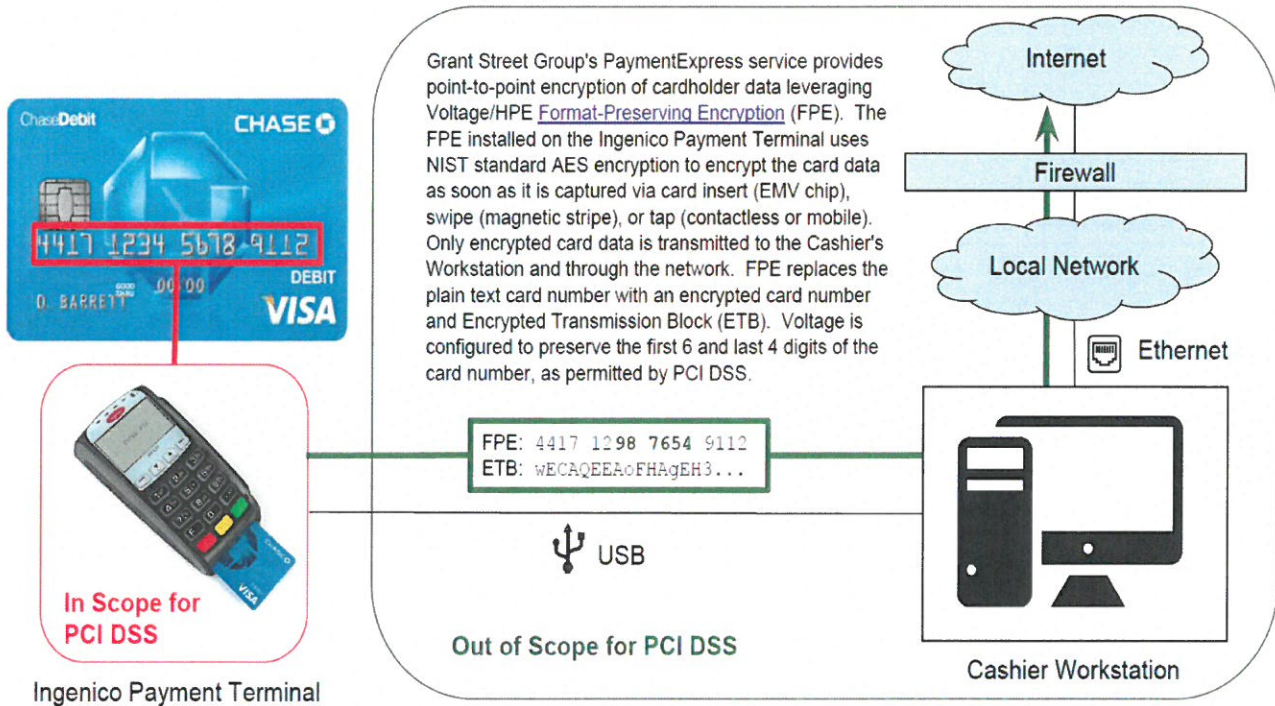 Grant Street Group's PaymentExpress service provides
point-to-point encryption of cardholder data leveraging
Voltage/HPE Format-Preserving Encryption (FPE). The
FPE installed on the Ingenico Payment Terminal uses
NIST standard AES encryption to encrypt the card data
as soon as it is captured via card insert (EMV chip),
swipe (magnetic stripe), or tap (contactless or mobile).
Only encrypted card data is transmitted to the Cashier's
Workstation and through the network. FPE replaces the
plain text card number with an encrypted card number
and Encrypted Transmission Block (ETB). Voltage is
configured to preserve the first 6 and last 4 digits of the
card number, as permitted by PCI DSS.
Internet
Firewall
Local Network
Ethernet
ChaseDebit
CHASE
4417 1234 5678 9112
GOOD
THRU
00/00
DEBIT
D. BARRETT
VISA
FPE: 4417 1298 7654 9112
ETB: wECAQEEAoFHAgEH3...
USB
CHASE
VISA
In Scope for
PCI DSS
Out of Scope for PCI DSS
Cashier Workstation
Ingenico Payment Terminal